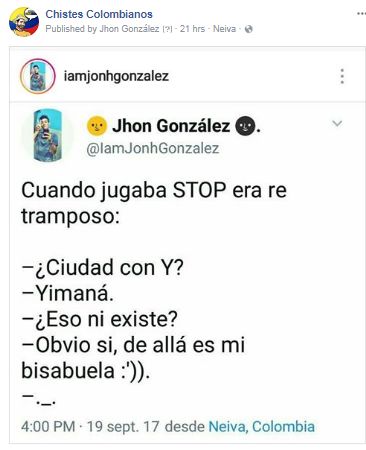 Chistes Colombianos
Published by Jhon González [?] · 21 hrs · Neiva ·
iamjonhgonzalez
🌞 Jhon González 🌚.
@IamJonhGonzalez
Cuando jugaba STOP era re
tramposo:
–¿Ciudad con Y?
–Yimaná.
–¿Eso ni existe?
–Obvio si, de allá es mi
bisabuela :')).
–._.
4:00 PM · 19 sept. 17 desde Neiva, Colombia